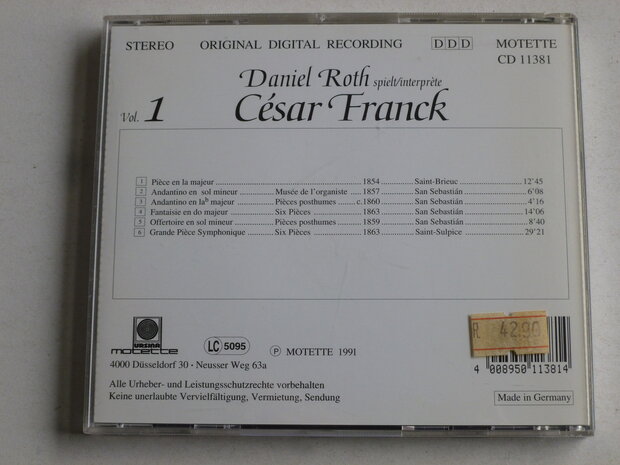 STEREO ORIGINAL DIGITAL RECORDING DDD MOTETTE
CD 11381
Daniel Roth spielt/interprète
Vol. 1 César Franck
1 Pièce en la majeur 1854 Saint-Brieuc 12'45
2 Andantino en sol mineur Musée de l'organiste 1857 San Sebastián 6'08
3 Andantino en la♭ majeur Pièces posthumes c.1860 San Sebastián 4'16
4 Fantaisie en do majeur Six Pièces 1863 San Sebastián 14'06
5 Offertoire en sol mineur Pièces posthumes 1859 San Sebastián 8'40
6 Grande Pièce Symphonique Six Pièces 1863 Saint-Sulpice 29'21
R 42.90
URSINA
motette
LC 5095
Ⓟ MOTETTE 1991
4000 Düsseldorf 30 · Neusser Weg 63a
4 008950 113814
Alle Urheber- und Leistungsschutzrechte vorbehalten
Keine unerlaubte Vervielfältigung, Vermietung, Sendung
Made in Germany